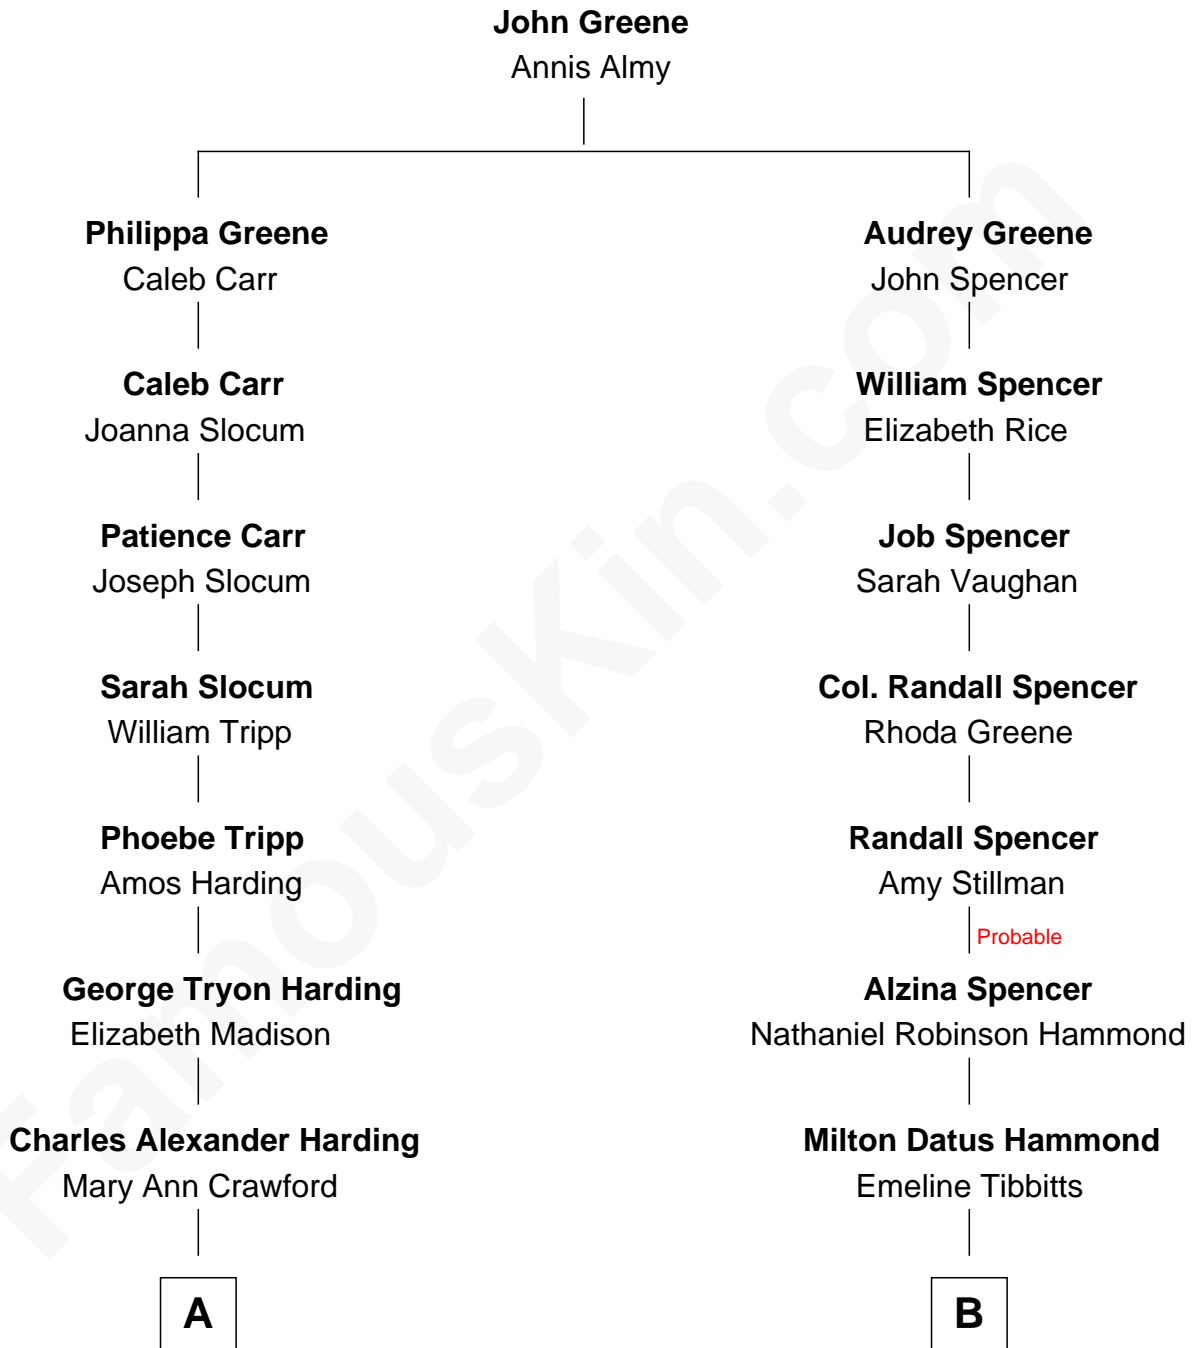 John Greene
Annis Almy
Philippa Greene
Caleb Carr
Audrey Greene
John Spencer
Caleb Carr
Joanna Slocum
William Spencer
Elizabeth Rice
Patience Carr
Joseph Slocum
Job Spencer
Sarah Vaughan
Sarah Slocum
William Tripp
Col. Randall Spencer
Rhoda Greene
Phoebe Tripp
Amos Harding
Randall Spencer
Amy Stillman
Probable
George Tryon Harding
Elizabeth Madison
Alzina Spencer
Nathaniel Robinson Hammond
Charles Alexander Harding
Mary Ann Crawford
Milton Datus Hammond
Emeline Tibbitts
A
B
FamousKin.com